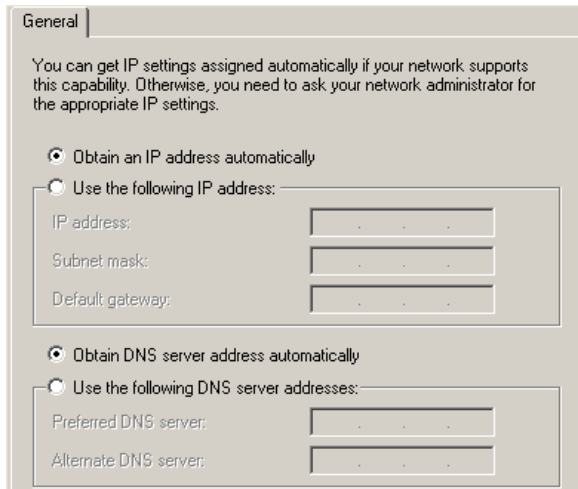 General
You can get IP settings assigned automatically if your network supports
this capability. Otherwise, you need to ask your network administrator for
the appropriate IP settings.
Obtain an IP address automatically
Use the following IP address:
IP address:
Subnet mask:
Default gateway:
Obtain DNS server address automatically
Use the following DNS server addresses:
Preferred DNS server:
Alternate DNS server: